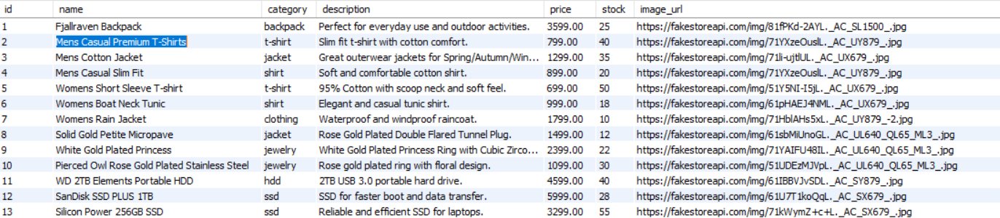 id name category description price stock image_url
1 Fjallraven Backpack backpack Perfect for everyday use and outdoor activities. 3599.00 25 https://fakestoreapi.com/img/81fPKd-2AYL._AC_SL1500_.jpg
2 Mens Casual Premium T-Shirts t-shirt Slim fit t-shirt with cotton comfort. 799.00 40 https://fakestoreapi.com/img/71YXzeOuslL._AC_UY879_.jpg
3 Mens Cotton Jacket jacket Great outerwear jackets for Spring/Autumn/Win... 1299.00 35 https://fakestoreapi.com/img/71li-ujtlUL._AC_UX679_.jpg
4 Mens Casual Slim Fit shirt Soft and comfortable cotton shirt. 899.00 20 https://fakestoreapi.com/img/71YXzeOuslL._AC_UY879_.jpg
5 Womens Short Sleeve T-shirt t-shirt 95% Cotton with scoop neck and soft feel. 699.00 50 https://fakestoreapi.com/img/51Y5NI-I5jL._AC_UX679_.jpg
6 Womens Boat Neck Tunic shirt Elegant and casual tunic shirt. 999.00 18 https://fakestoreapi.com/img/61pHAEJ4NML._AC_UX679_.jpg
7 Womens Rain Jacket clothing Waterproof and windproof raincoat. 1799.00 10 https://fakestoreapi.com/img/71HblAHs5xL._AC_UY879_-2.jpg
8 Solid Gold Petite Micropave jacket Rose Gold Plated Double Flared Tunnel Plug. 1499.00 12 https://fakestoreapi.com/img/61sbMiUnoGL._AC_UL640_QL65_ML3_.jpg
9 White Gold Plated Princess jewelry White Gold Plated Princess Ring with Cubic Zirco... 2399.00 22 https://fakestoreapi.com/img/71YAIFU48IL._AC_UL640_QL65_ML3_.jpg
10 Pierced Owl Rose Gold Plated Stainless Steel jewelry Rose gold plated ring with floral design. 1099.00 30 https://fakestoreapi.com/img/51UDEzMJVpL._AC_UL640_QL65_ML3_.jpg
11 WD 2TB Elements Portable HDD hdd 2TB USB 3.0 portable hard drive. 4599.00 40 https://fakestoreapi.com/img/61IBBVJvSDL._AC_SY879_.jpg
12 SanDisk SSD PLUS 1TB ssd SSD for faster boot and data transfer. 5999.00 28 https://fakestoreapi.com/img/61U7T1koQqL._AC_SX679_.jpg
13 Silicon Power 256GB SSD ssd Reliable and efficient SSD for laptops. 3299.00 55 https://fakestoreapi.com/img/71kWymZ+c+L._AC_SX679_.jpg